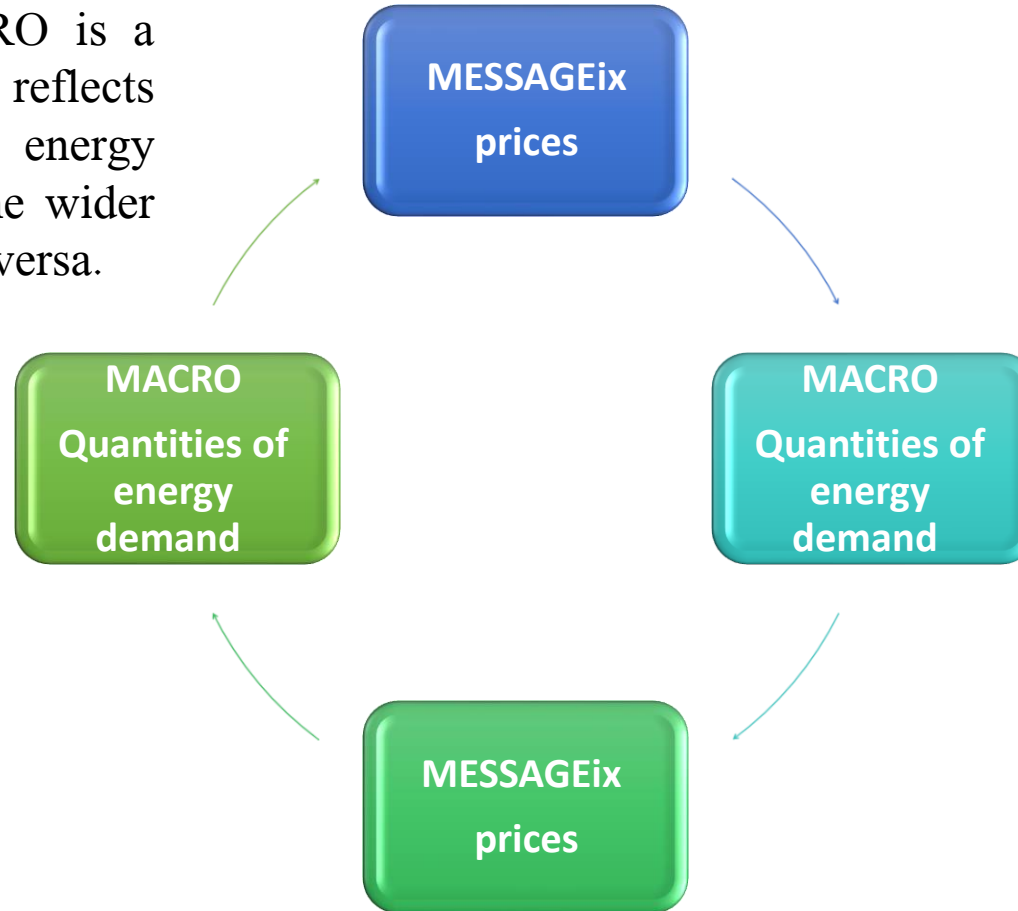 RO is a
reflects
energy
wider
versa.
MESSAGEix
prices
MACRO
Quantities of
energy
demand
MACRO
Quantities of
energy
demand
MESSAGEix
prices